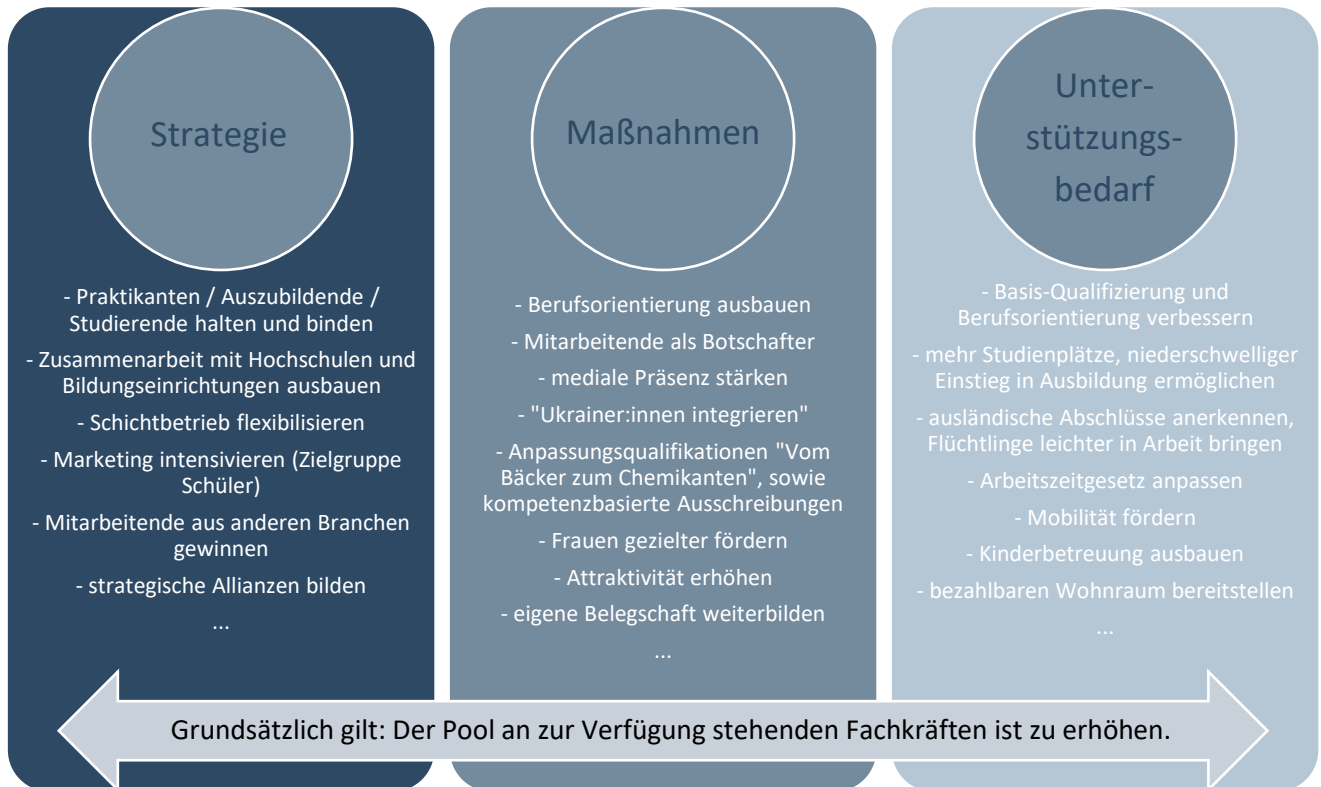 Strategie
- Praktikanten / Auszubildende /
Studierende halten und binden
- Zusammenarbeit mit Hochschulen und
Bildungseinrichtungen ausbauen
- Schichtbetrieb flexibilisieren
- Marketing intensivieren (Zielgruppe
Schüler)
- Mitarbeitende aus anderen Branchen
gewinnen
- strategische Allianzen bilden
...
Maßnahmen
- Berufsorientierung ausbauen
- Mitarbeitende als Botschafter
- mediale Präsenz stärken
- "Ukrainer:innen integrieren"
- Anpassungsqualifikationen "Vom
Bäcker zum Chemikanten", sowie
kompetenzbasierte Ausschreibungen
- Frauen gezielter fördern
- Attraktivität erhöhen
- eigene Belegschaft weiterbilden
...
Unter-
stützungs-
bedarf
- Basis-Qualifizierung und
Berufsorientierung verbessern
- mehr Studienplätze, niederschwelliger
Einstieg in Ausbildung ermöglichen
- ausländische Abschlüsse anerkennen,
Flüchtlinge leichter in Arbeit bringen
- Arbeitszeitgesetz anpassen
- Mobilität fördern
- Kinderbetreuung ausbauen
- bezahlbaren Wohnraum bereitstellen
...
Grundsätzlich gilt: Der Pool an zur Verfügung stehenden Fachkräften ist zu erhöhen.